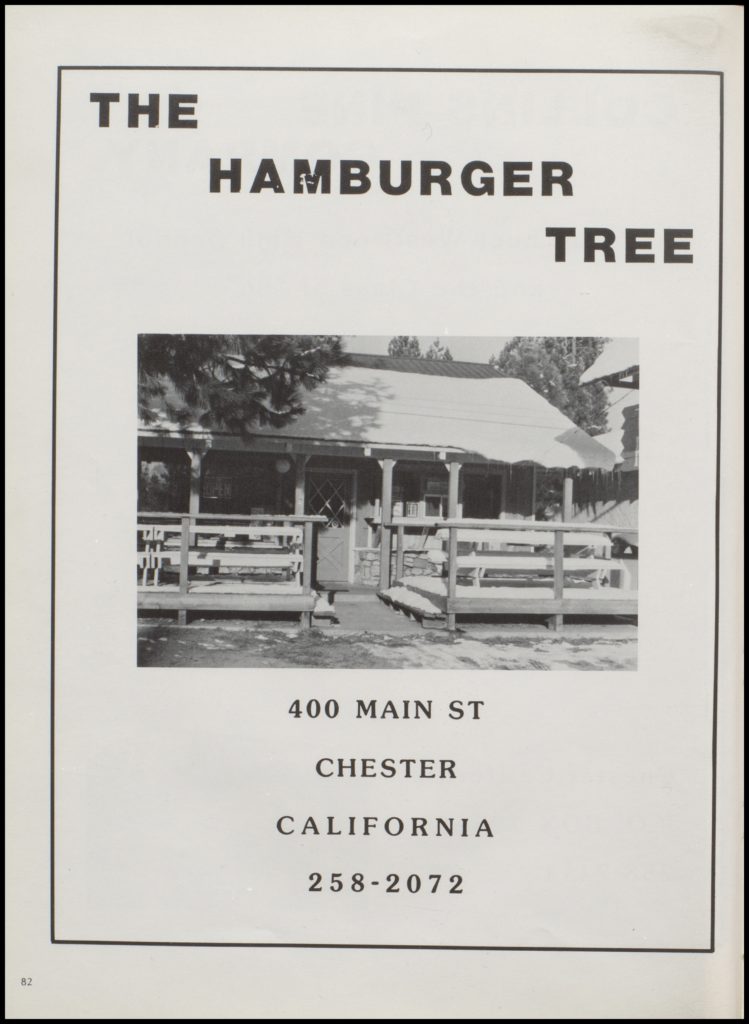 THE
HAMBURGER
TREE
400 MAIN ST
CHESTER
CALIFORNIA
258-2072
82